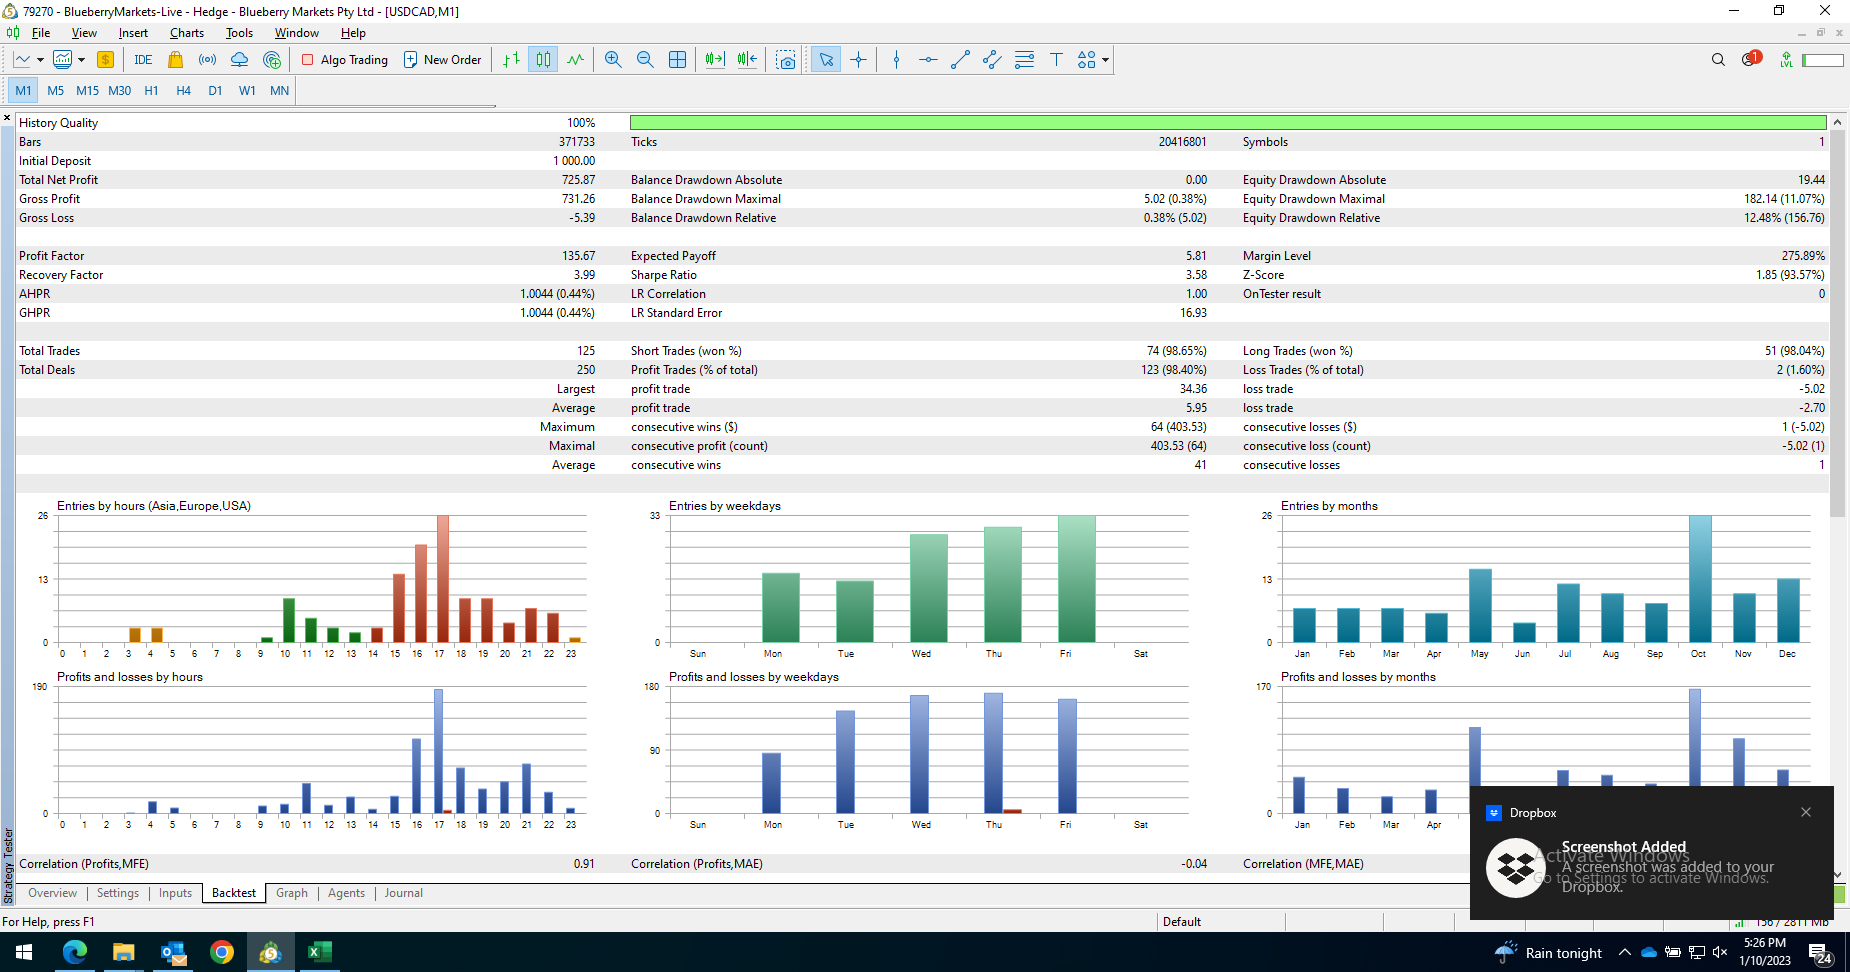 79270 - BlueberryMarkets-Live - Hedge - Blueberry Markets Pty Ltd - [USDCAD,M1]
File View Insert Charts Tools Window Help
IDE Algo Trading New Order T 1 LVL
M1 M5 M15 M30 H1 H4 D1 W1 MN
History Quality 100%
Bars 371733 Ticks 20416801 Symbols 1
Initial Deposit 1 000.00
Total Net Profit 725.87 Balance Drawdown Absolute 0.00 Equity Drawdown Absolute 19.44
Gross Profit 731.26 Balance Drawdown Maximal 5.02 (0.38%) Equity Drawdown Maximal 182.14 (11.07%)
Gross Loss -5.39 Balance Drawdown Relative 0.38% (5.02) Equity Drawdown Relative 12.48% (156.76)
Profit Factor 135.67 Expected Payoff 5.81 Margin Level 275.89%
Recovery Factor 3.99 Sharpe Ratio 3.58 Z-Score 1.85 (93.57%)
AHPR 1.0044 (0.44%) LR Correlation 1.00 OnTester result 0
GHPR 1.0044 (0.44%) LR Standard Error 16.93
Total Trades 125 Short Trades (won %) 74 (98.65%) Long Trades (won %) 51 (98.04%)
Total Deals 250 Profit Trades (% of total) 123 (98.40%) Loss Trades (% of total) 2 (1.60%)
Largest profit trade 34.36 loss trade -5.02
Average profit trade 5.95 loss trade -2.70
Maximum consecutive wins ($) 64 (403.53) consecutive losses ($) 1 (-5.02)
Maximal consecutive profit (count) 403.53 (64) consecutive loss (count) -5.02 (1)
Average consecutive wins 41 consecutive losses 1
Entries by hours (Asia,Europe,USA) Entries by weekdays Entries by months
26 33 26
13 13
0 0 0
0 1 2 3 4 5 6 7 8 9 10 11 12 13 14 15 16 17 18 19 20 21 22 23 Sun Mon Tue Wed Thu Fri Sat Jan Feb Mar Apr May Jun Jul Aug Sep Oct Nov Dec
Profits and losses by hours Profits and losses by weekdays Profits and losses by months
190 180 170
90
0 0 0
0 1 2 3 4 5 6 7 8 9 10 11 12 13 14 15 16 17 18 19 20 21 22 23 Sun Mon Tue Wed Thu Fri Sat Jan Feb Mar Apr
Correlation (Profits,MFE) 0.91 Correlation (Profits,MAE) -0.04 Correlation (MFE,MAE)
Strategy Tester
Overview Settings Inputs Backtest Graph Agents Journal
Dropbox
Screenshot Added
A screenshot was added to your
Dropbox.
Activate Windows
Go to Settings to activate Windows.
For Help, press F1 Default 156 / 2811 Mb
Rain tonight 5:26 PM
1/10/2023 24